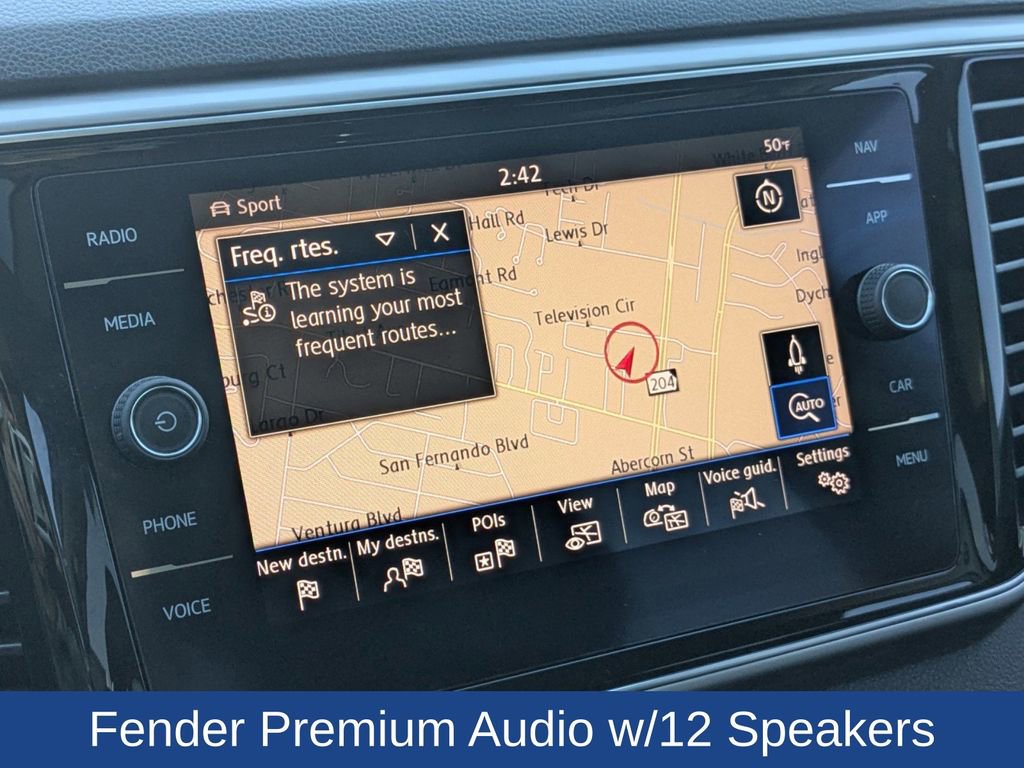 50°F
2:42
Sport
NAV
APP
RADIO
MEDIA
PHONE
VOICE
CAR
MENU
Freq. rtes.
The system is
learning your most
frequent routes...
N
Hall Rd
Tech Dr
Lewis Dr
Television Cir
204
AUTO
Largo Dr
San Fernando Blvd
Abercorn St
Ventura Blvd
New destn.
My destns.
POIs
View
Map
Voice guid.
Settings
Fender Premium Audio w/12 Speakers